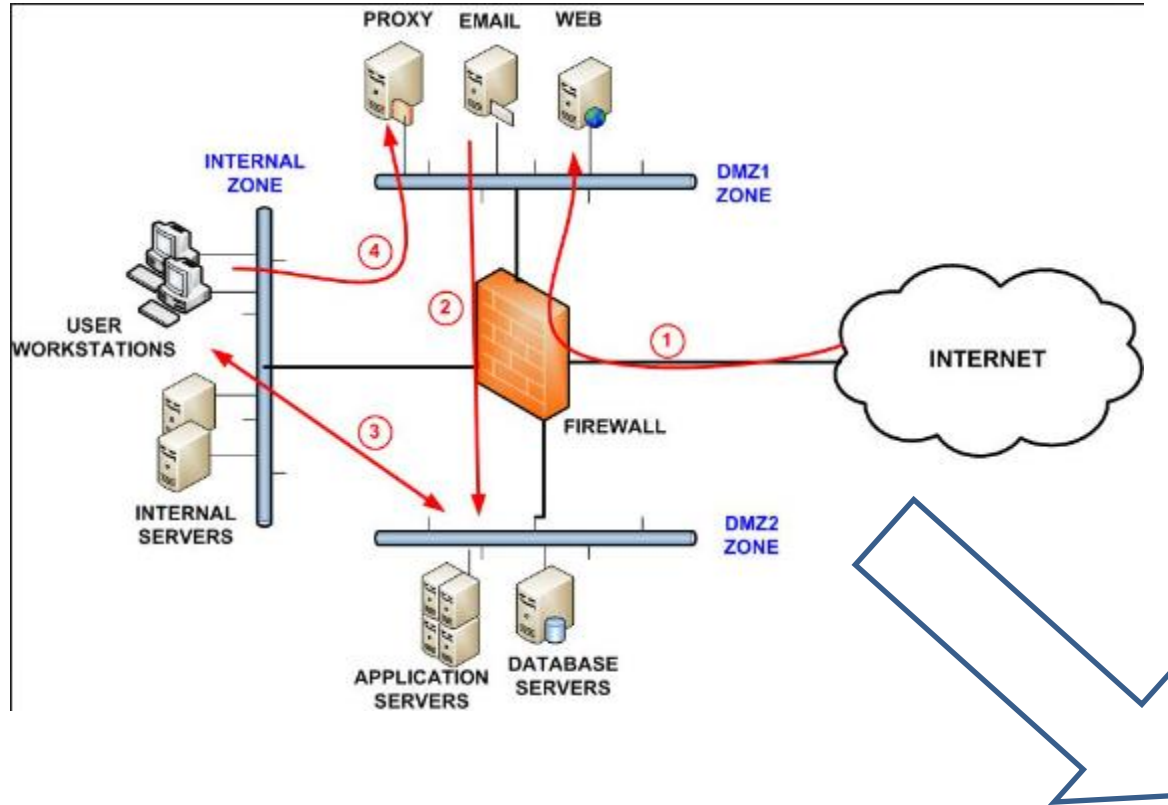 PROXY
EMAIL
WEB
INTERNAL
ZONE
DMZ1
ZONE
4
USER
WORKSTATIONS
2
1
INTERNET
FIREWALL
3
INTERNAL
SERVERS
DMZ2
ZONE
APPLICATION
SERVERS
DATABASE
SERVERS